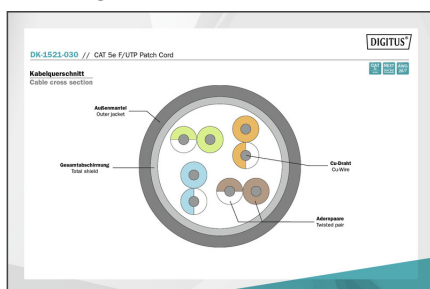 DIGITUS®
DK-1521-030 // CAT 5e F/UTP Patch Cord
Kabelquerschnitt
Cable cross section
Außenmantel
Outer jacket
Gesamtabschirmung
Total shield
Cu-Draht
Cu-Wire
Adernpaare
Twisted pair